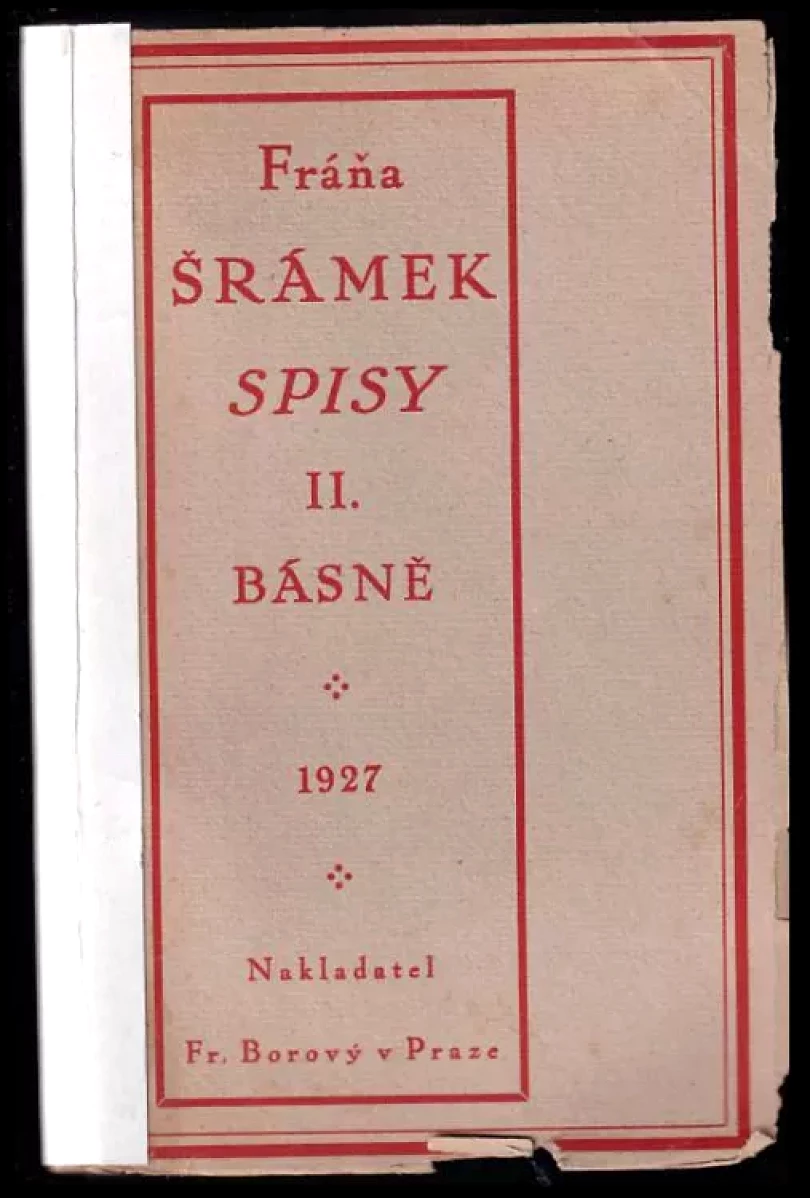 Fráňa
ŠRÁMEK
SPISY
II.
BÁSNĚ
1927
Nakladatel
Fr. Borový v Praze